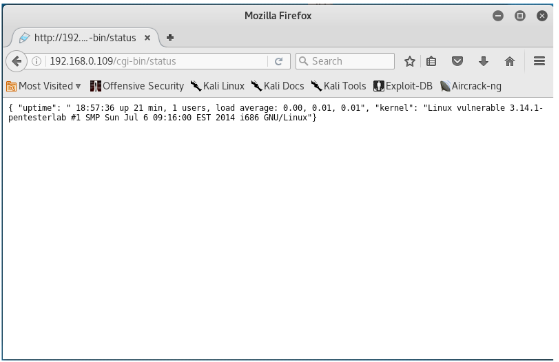 Mozilla Firefox
http://192....-bin/status
192.168.0.109/cgi-bin/status
Search
Most Visited
Offensive Security
Kali Linux
Kali Docs
Kali Tools
Exploit-DB
Aircrack-ng
{ "uptime": " 18:57:36 up 21 min, 1 users, load average: 0.00, 0.01, 0.01", "kernel": "Linux vulnerable 3.14.1-
pentesterlab #1 SMP Sun Jul 6 09:16:00 EST 2014 i686 GNU/Linux"}